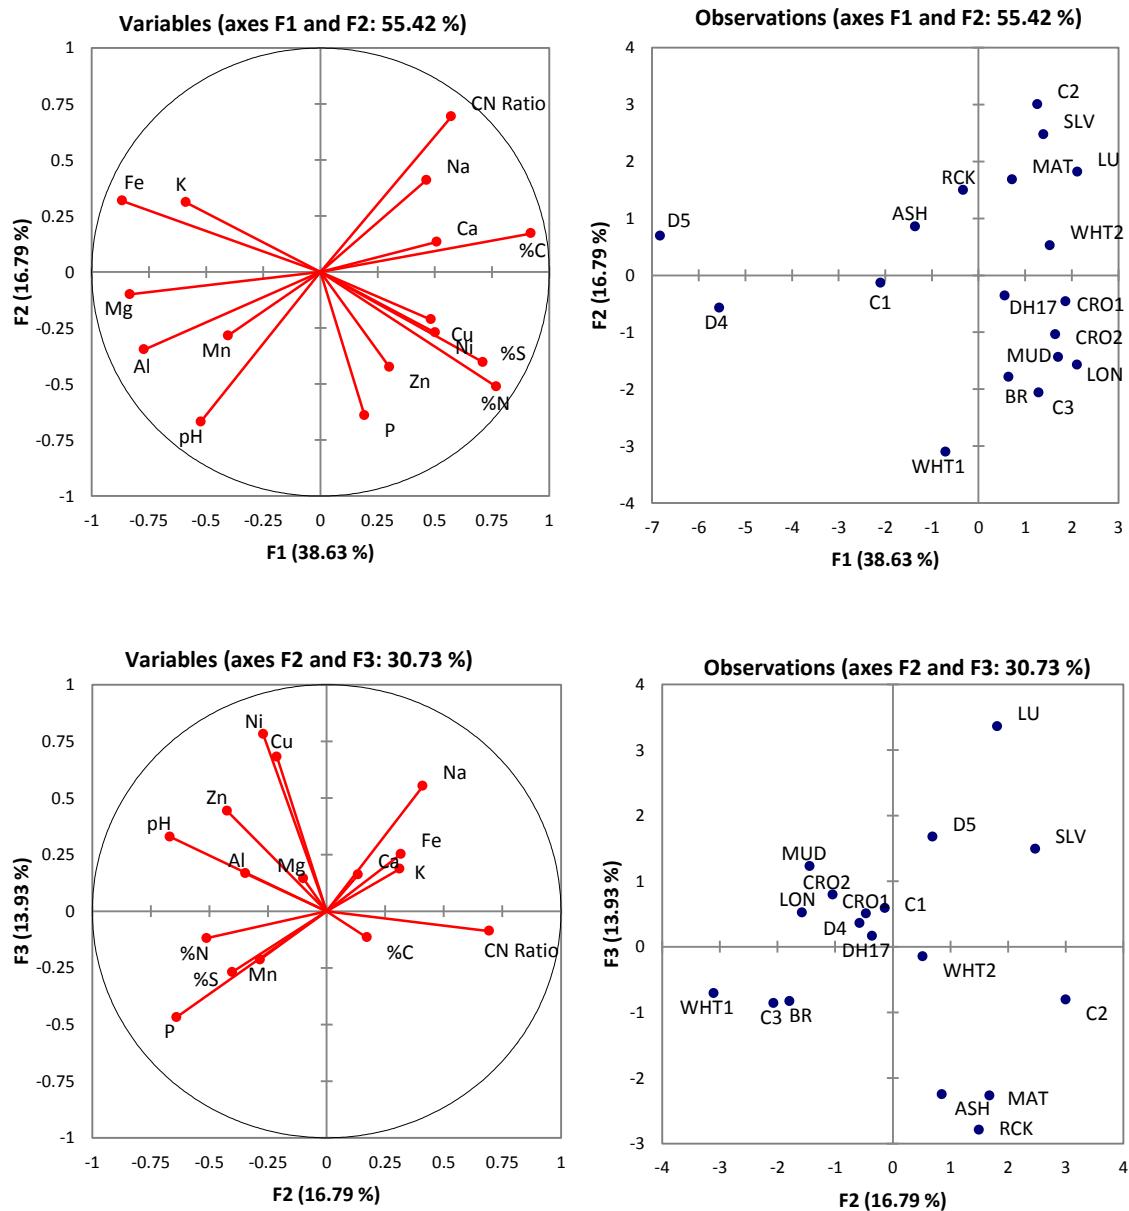 Variables (axes F1 and F2: 55.42 %)
1
0.75
0.5
0.25
0
-0.25
-0.5
-0.75
-1
F2 (16.79 %)
CN Ratio
Na
Fe
K
Ca
%C
Mg
Al
Mn
pH
Cu
Ni
%S
Zn
%N
P
-1 -0.75 -0.5 -0.25 0 0.25 0.5 0.75 1
F1 (38.63 %)
Observations (axes F1 and F2: 55.42 %)
4
3
2
1
0
-1
-2
-3
-4
F2 (16.79 %)
C2
SLV
MAT
LU
RCK
ASH
D5
WHT2
C1
D4
DH17
CRO1
CRO2
MUD
LON
BR
C3
WHT1
-7 -6 -5 -4 -3 -2 -1 0 1 2 3
F1 (38.63 %)
Variables (axes F2 and F3: 30.73 %)
1
0.75
0.5
0.25
0
-0.25
-0.5
-0.75
-1
F3 (13.93 %)
Ni
Cu
Na
Zn
pH
Fe
Al
Mg
Ca
K
%N
%C
CN Ratio
%S
Mn
P
-1 -0.75 -0.5 -0.25 0 0.25 0.5 0.75 1
F2 (16.79 %)
Observations (axes F2 and F3: 30.73 %)
4
3
2
1
0
-1
-2
-3
F3 (13.93 %)
LU
D5
SLV
MUD
CRO2
LON
CRO1
C1
D4
DH17
WHT2
WHT1
C3
BR
C2
ASH
MAT
RCK
-4 -3 -2 -1 0 1 2 3 4
F2 (16.79 %)